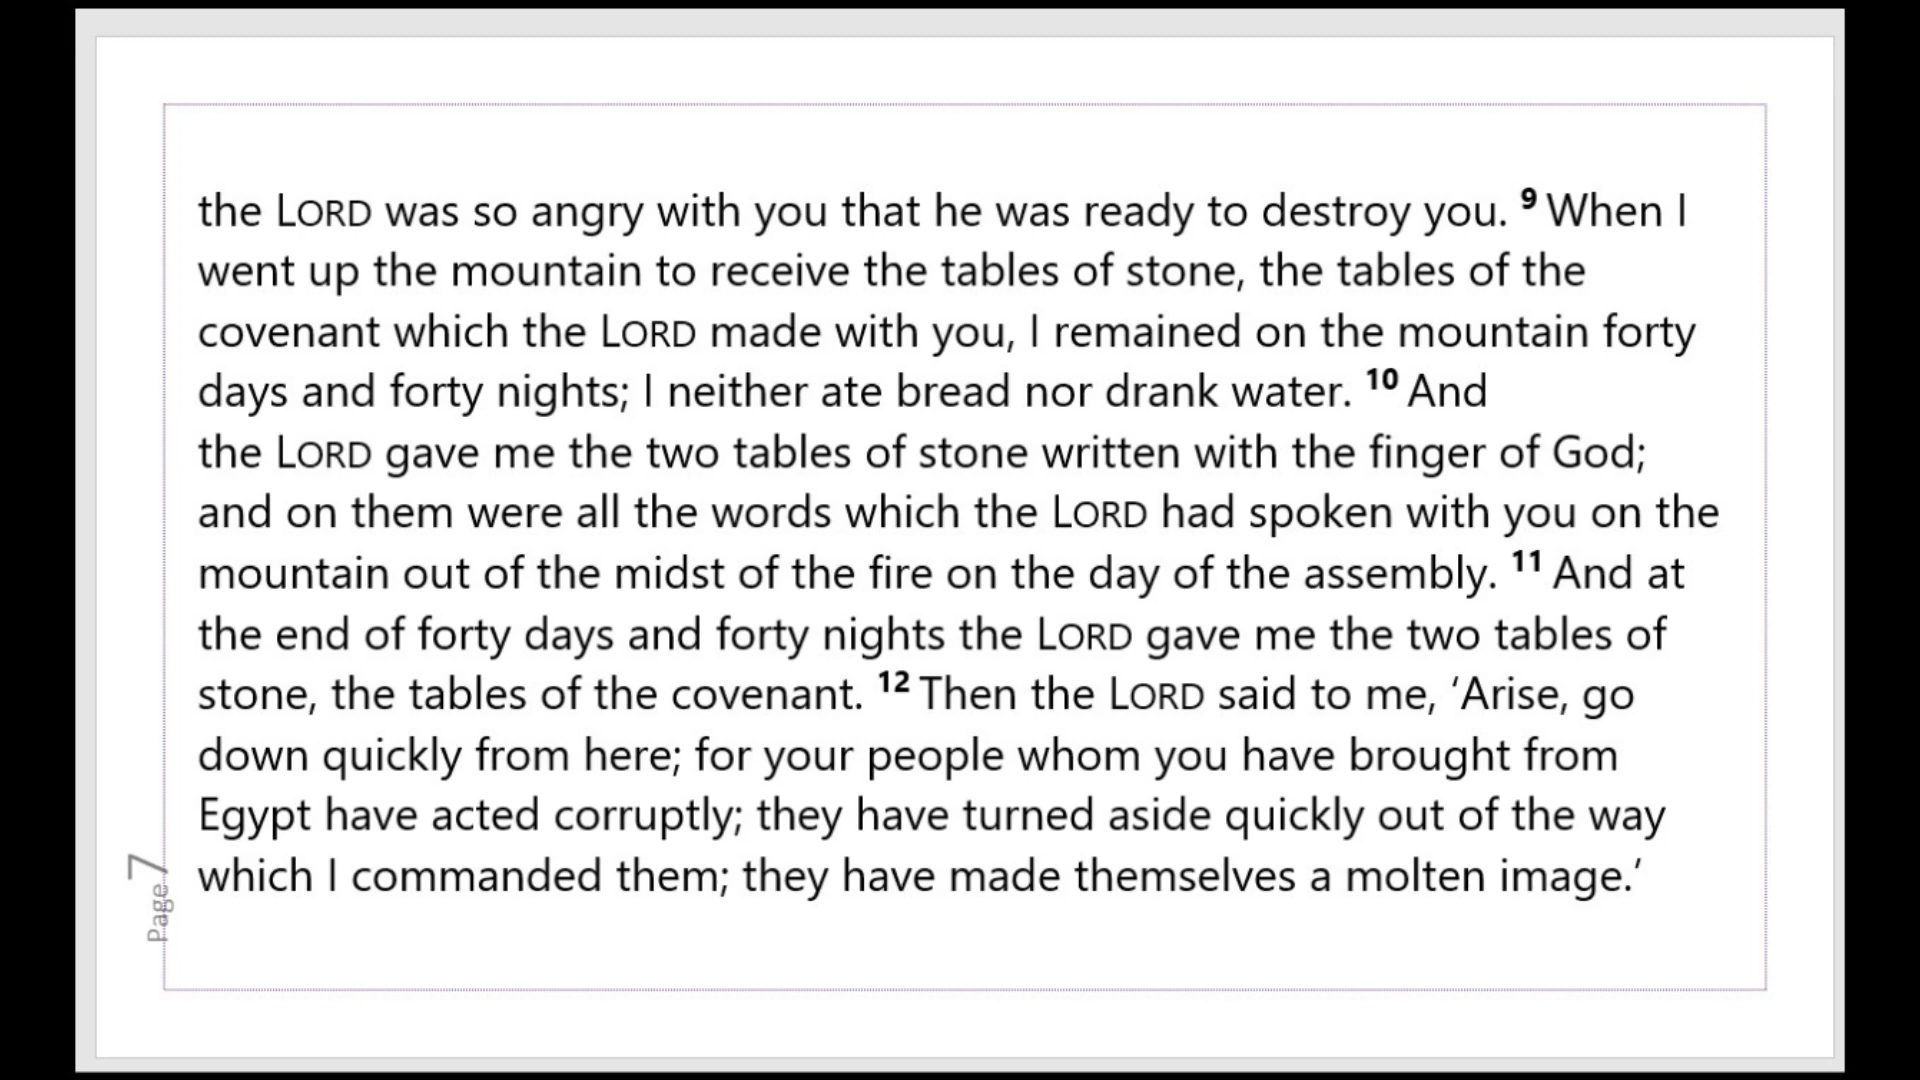 the LORD was so angry with you that he was ready to destroy you. 9 When I
went up the mountain to receive the tables of stone, the tables of the
covenant which the LORD made with you, I remained on the mountain forty
days and forty nights; I neither ate bread nor drank water. 10 And
the LORD gave me the two tables of stone written with the finger of God;
and on them were all the words which the LORD had spoken with you on the
mountain out of the midst of the fire on the day of the assembly. 11 And at
the end of forty days and forty nights the LORD gave me the two tables of
stone, the tables of the covenant. 12 Then the LORD said to me, ‘Arise, go
down quickly from here; for your people whom you have brought from
Egypt have acted corruptly; they have turned aside quickly out of the way
which I commanded them; they have made themselves a molten image.’
Page 7